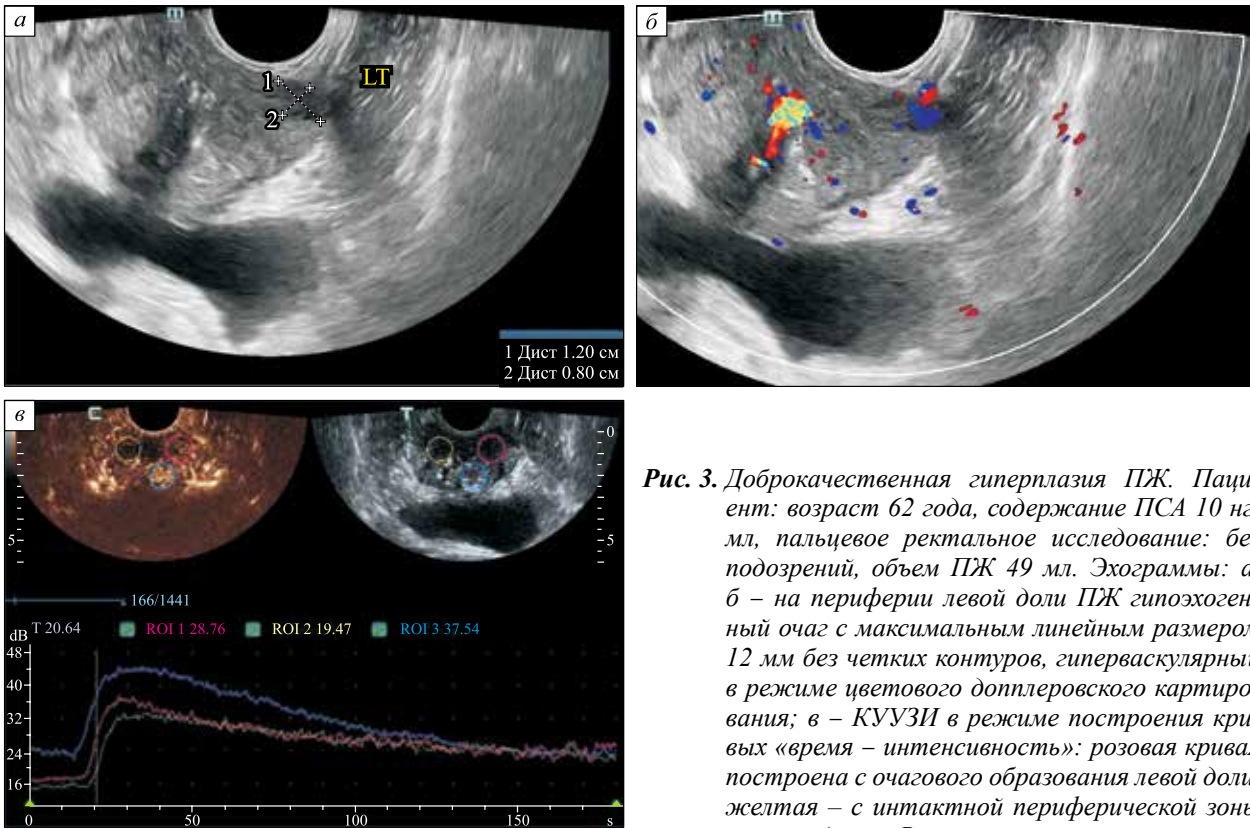 а
LT
1
2
1 Дист 1.20 см
2 Дист 0.80 см
б
в
C
T
0
5
5
166/1441
dB T 20.64 ROI 1 28.76 ROI 2 19.47 ROI 3 37.54
48
40
32
24
16
0 50 100 150 s
Рис. 3. Доброкачественная гиперплазия ПЖ. Паци
ент: возраст 62 года, содержание ПСА 10 нг
мл, пальцевое ректальное исследование: бе
подозрений, объем ПЖ 49 мл. Эхограммы: а
б – на периферии левой доли ПЖ гипоэхоген
ный очаг с максимальным линейным размером
12 мм без четких контуров, гиперваскулярный
в режиме цветового допплеровского картиро
вания; в – КУУЗИ в режиме построения кри
вых «время – интенсивность»: розовая кривая
построена с очагового образования левой доли
желтая – с интактной периферической зоны